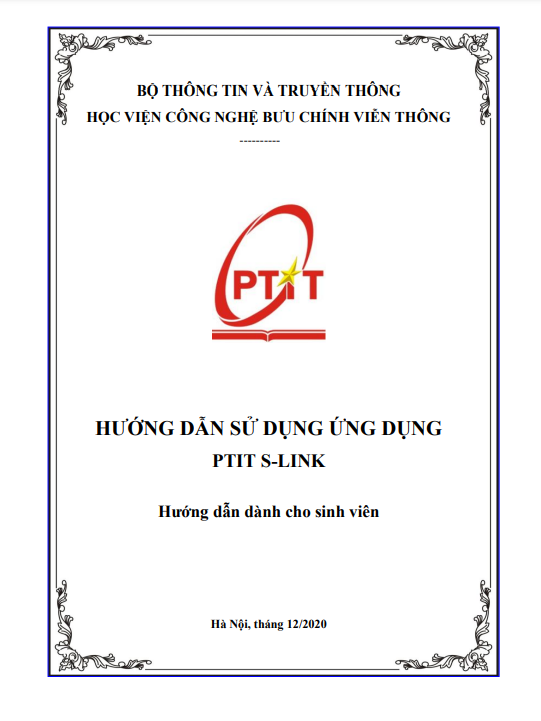 BỘ THÔNG TIN VÀ TRUYỀN THÔNG
HỌC VIỆN CÔNG NGHỆ BƯU CHÍNH VIỄN THÔNG
----------
PTIT
HƯỚNG DẪN SỬ DỤNG ỨNG DỤNG
PTIT S-LINK
Hướng dẫn dành cho sinh viên
Hà Nội, tháng 12/2020